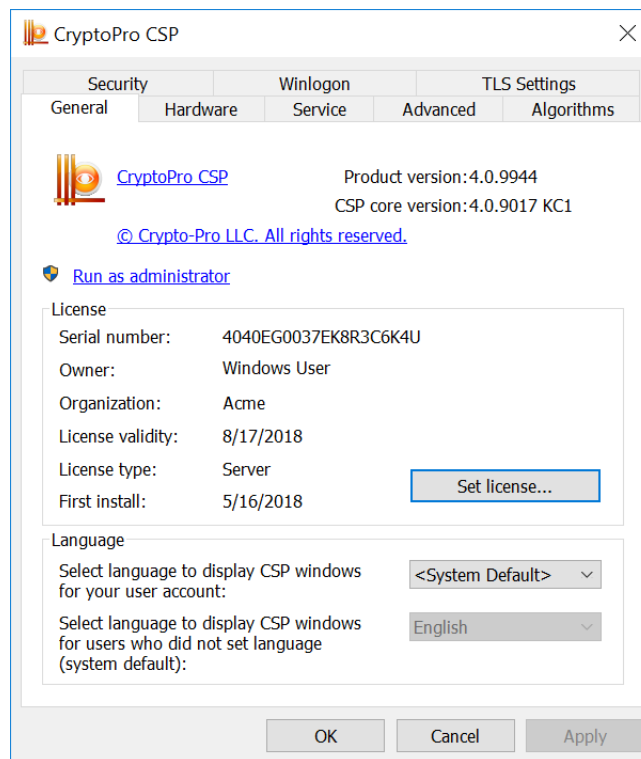 CryptoPro CSP
Security Winlogon TLS Settings
General Hardware Service Advanced Algorithms
CryptoPro CSP Product version:4.0.9944
CSP core version:4.0.9017 KC1
© Crypto-Pro LLC. All rights reserved.
Run as administrator
License
Serial number: 4040EG0037EK8R3C6K4U
Owner: Windows User
Organization: Acme
License validity: 8/17/2018
License type: Server
Set license...
First install: 5/16/2018
Language
Select language to display CSP windows
for your user account:
<System Default>
Select language to display CSP windows
for users who did not set language
(system default):
English
OK Cancel Apply